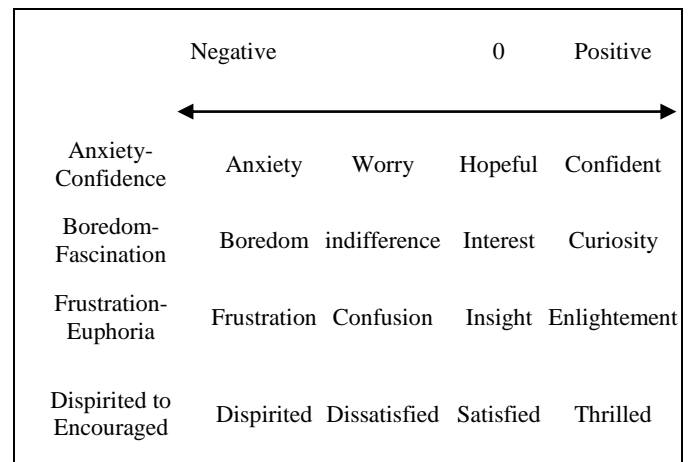 Negative 0 Positive
Anxiety-
Confidence
Anxiety Worry Hopeful Confident
Boredom-
Fascination
Boredom indifference Interest Curiosity
Frustration-
Euphoria
Frustration Confusion Insight Enlightement
Dispirited to
Encouraged
Dispirited Dissatisfied Satisfied Thrilled